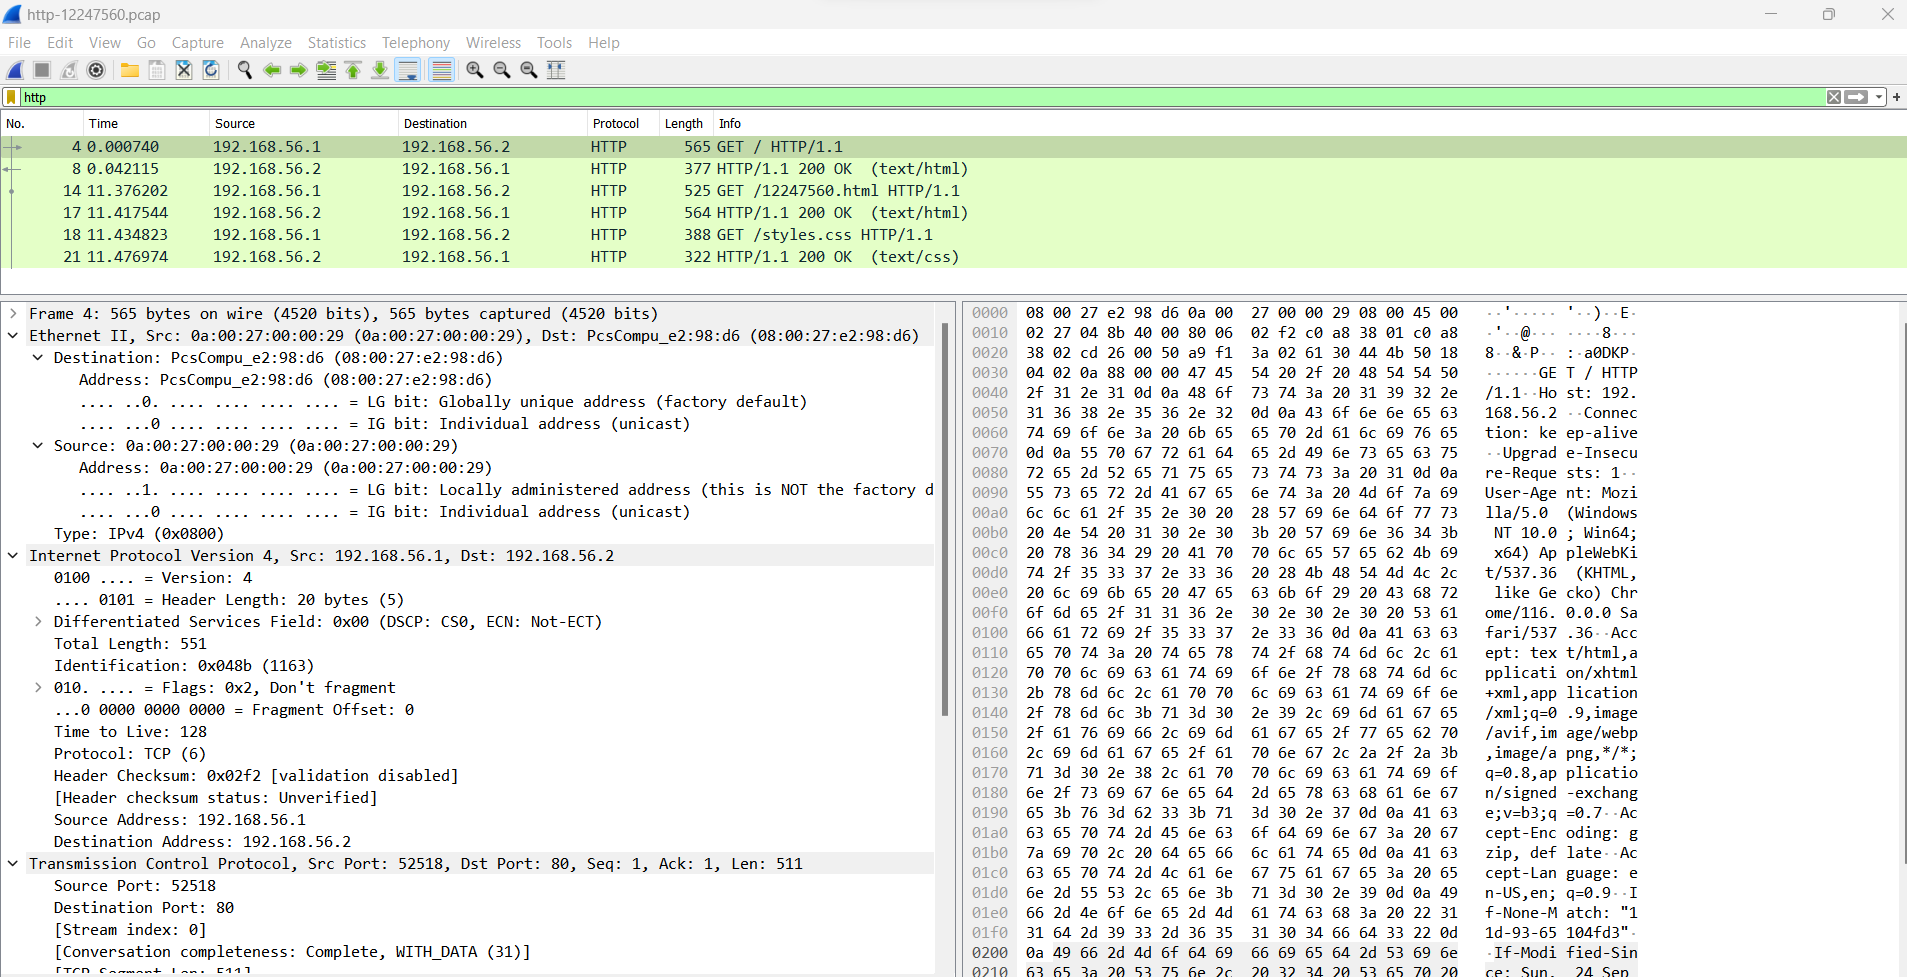 http-12247560.pcap
File Edit View Go Capture Analyze Statistics Telephony Wireless Tools Help
http
No. Time Source Destination Protocol Length Info
4 0.000740 192.168.56.1 192.168.56.2 HTTP 565 GET / HTTP/1.1
8 0.042115 192.168.56.2 192.168.56.1 HTTP 377 HTTP/1.1 200 OK (text/html)
14 11.376202 192.168.56.1 192.168.56.2 HTTP 525 GET /12247560.html HTTP/1.1
17 11.417544 192.168.56.2 192.168.56.1 HTTP 564 HTTP/1.1 200 OK (text/html)
18 11.434823 192.168.56.1 192.168.56.2 HTTP 388 GET /styles.css HTTP/1.1
21 11.476974 192.168.56.2 192.168.56.1 HTTP 322 HTTP/1.1 200 OK (text/css)
Frame 4: 565 bytes on wire (4520 bits), 565 bytes captured (4520 bits)
Ethernet II, Src: 0a:00:27:00:00:29 (0a:00:27:00:00:29), Dst: PcsCompu_e2:98:d6 (08:00:27:e2:98:d6)
Destination: PcsCompu_e2:98:d6 (08:00:27:e2:98:d6)
Address: PcsCompu_e2:98:d6 (08:00:27:e2:98:d6)
.... ..0. .... .... .... .... = LG bit: Globally unique address (factory default)
.... ...0 .... .... .... .... = IG bit: Individual address (unicast)
Source: 0a:00:27:00:00:29 (0a:00:27:00:00:29)
Address: 0a:00:27:00:00:29 (0a:00:27:00:00:29)
.... ..1. .... .... .... .... = LG bit: Locally administered address (this is NOT the factory d
.... ...0 .... .... .... .... = IG bit: Individual address (unicast)
Type: IPv4 (0x0800)
Internet Protocol Version 4, Src: 192.168.56.1, Dst: 192.168.56.2
0100 .... = Version: 4
.... 0101 = Header Length: 20 bytes (5)
Differentiated Services Field: 0x00 (DSCP: CS0, ECN: Not-ECT)
Total Length: 551
Identification: 0x048b (1163)
010. .... = Flags: 0x2, Don't fragment
...0 0000 0000 0000 = Fragment Offset: 0
Time to Live: 128
Protocol: TCP (6)
Header Checksum: 0x02f2 [validation disabled]
[Header checksum status: Unverified]
Source Address: 192.168.56.1
Destination Address: 192.168.56.2
Transmission Control Protocol, Src Port: 52518, Dst Port: 80, Seq: 1, Ack: 1, Len: 511
Source Port: 52518
Destination Port: 80
[Stream index: 0]
[Conversation completeness: Complete, WITH_DATA (31)]
[TCP Segment Len: 511]
0000 08 00 27 e2 98 d6 0a 00 27 00 00 29 08 00 45 00 ··'····· '··)··E·
0010 02 27 04 8b 40 00 80 06 02 f2 c0 a8 38 01 c0 a8 ·'··@··· ····8···
0020 38 02 cd 26 00 50 a9 f1 3a 02 61 30 44 4b 50 18 8··&·P·· :·a0DKP·
0030 04 02 0a 88 00 00 47 45 54 20 2f 20 48 54 54 50 ······GE T / HTTP
0040 2f 31 2e 31 0d 0a 48 6f 73 74 3a 20 31 39 32 2e /1.1··Ho st: 192.
0050 31 36 38 2e 35 36 2e 32 0d 0a 43 6f 6e 6e 65 63 168.56.2 ··Connec
0060 74 69 6f 6e 3a 20 6b 65 65 70 2d 61 6c 69 76 65 tion: ke ep-alive
0070 0d 0a 55 70 67 72 61 64 65 2d 49 6e 73 65 63 75 ··Upgrad e-Insecu
0080 72 65 2d 52 65 71 75 65 73 74 73 3a 20 31 0d 0a re-Reque sts: 1··
0090 55 73 65 72 2d 41 67 65 6e 74 3a 20 4d 6f 7a 69 User-Age nt: Mozi
00a0 6c 6c 61 2f 35 2e 30 20 28 57 69 6e 64 6f 77 73 lla/5.0 (Windows
00b0 20 4e 54 20 31 30 2e 30 3b 20 57 69 6e 36 34 3b NT 10.0 ; Win64;
00c0 20 78 36 34 29 20 41 70 70 6c 65 57 65 62 4b 69 x64) Ap pleWebKi
00d0 74 2f 35 33 37 2e 33 36 20 28 4b 48 54 4d 4c 2c t/537.36 (KHTML,
00e0 20 6c 69 6b 65 20 47 65 63 6b 6f 29 20 43 68 72 like Ge cko) Chr
00f0 6f 6d 65 2f 31 31 36 2e 30 2e 30 2e 30 20 53 61 ome/116. 0.0.0 Sa
0100 66 61 72 69 2f 35 33 37 2e 33 36 0d 0a 41 63 63 fari/537 .36··Acc
0110 65 70 74 3a 20 74 65 78 74 2f 68 74 6d 6c 2c 61 ept: tex t/html,a
0120 70 70 6c 69 63 61 74 69 6f 6e 2f 78 68 74 6d 6c pplicati on/xhtml
0130 2b 78 6d 6c 2c 61 70 70 6c 69 63 61 74 69 6f 6e +xml,app lication
0140 2f 78 6d 6c 3b 71 3d 30 2e 39 2c 69 6d 61 67 65 /xml;q=0 .9,image
0150 2f 61 76 69 66 2c 69 6d 61 67 65 2f 77 65 62 70 /avif,im age/webp
0160 2c 69 6d 61 67 65 2f 61 70 6e 67 2c 2a 2f 2a 3b ,image/a png,*/*;
0170 71 3d 30 2e 38 2c 61 70 70 6c 69 63 61 74 69 6f q=0.8,ap plicatio
0180 6e 2f 73 69 67 6e 65 64 2d 65 78 63 68 61 6e 67 n/signed -exchang
0190 65 3b 76 3d 62 33 3b 71 3d 30 2e 37 0d 0a 41 63 e;v=b3;q =0.7··Ac
01a0 63 65 70 74 2d 45 6e 63 6f 64 69 6e 67 3a 20 67 cept-Enc oding: g
01b0 7a 69 70 2c 20 64 65 66 6c 61 74 65 0d 0a 41 63 zip, def late··Ac
01c0 63 65 70 74 2d 4c 61 6e 67 75 61 67 65 3a 20 65 cept-Lan guage: e
01d0 6e 2d 55 53 2c 65 6e 3b 71 3d 30 2e 39 0d 0a 49 n-US,en; q=0.9··I
01e0 66 2d 4e 6f 6e 65 2d 4d 61 74 63 68 3a 20 22 31 f-None-M atch: "1
01f0 31 64 2d 39 33 2d 36 35 31 30 34 66 64 33 22 0d 1d-93-65 104fd3"·
0200 0a 49 66 2d 4d 6f 64 69 66 69 65 64 2d 53 69 6e ·If-Modi fied-Sin
0210 63 65 3a 20 53 75 6e 2c 20 32 34 20 53 65 70 20 ce: Sun, 24 Sep